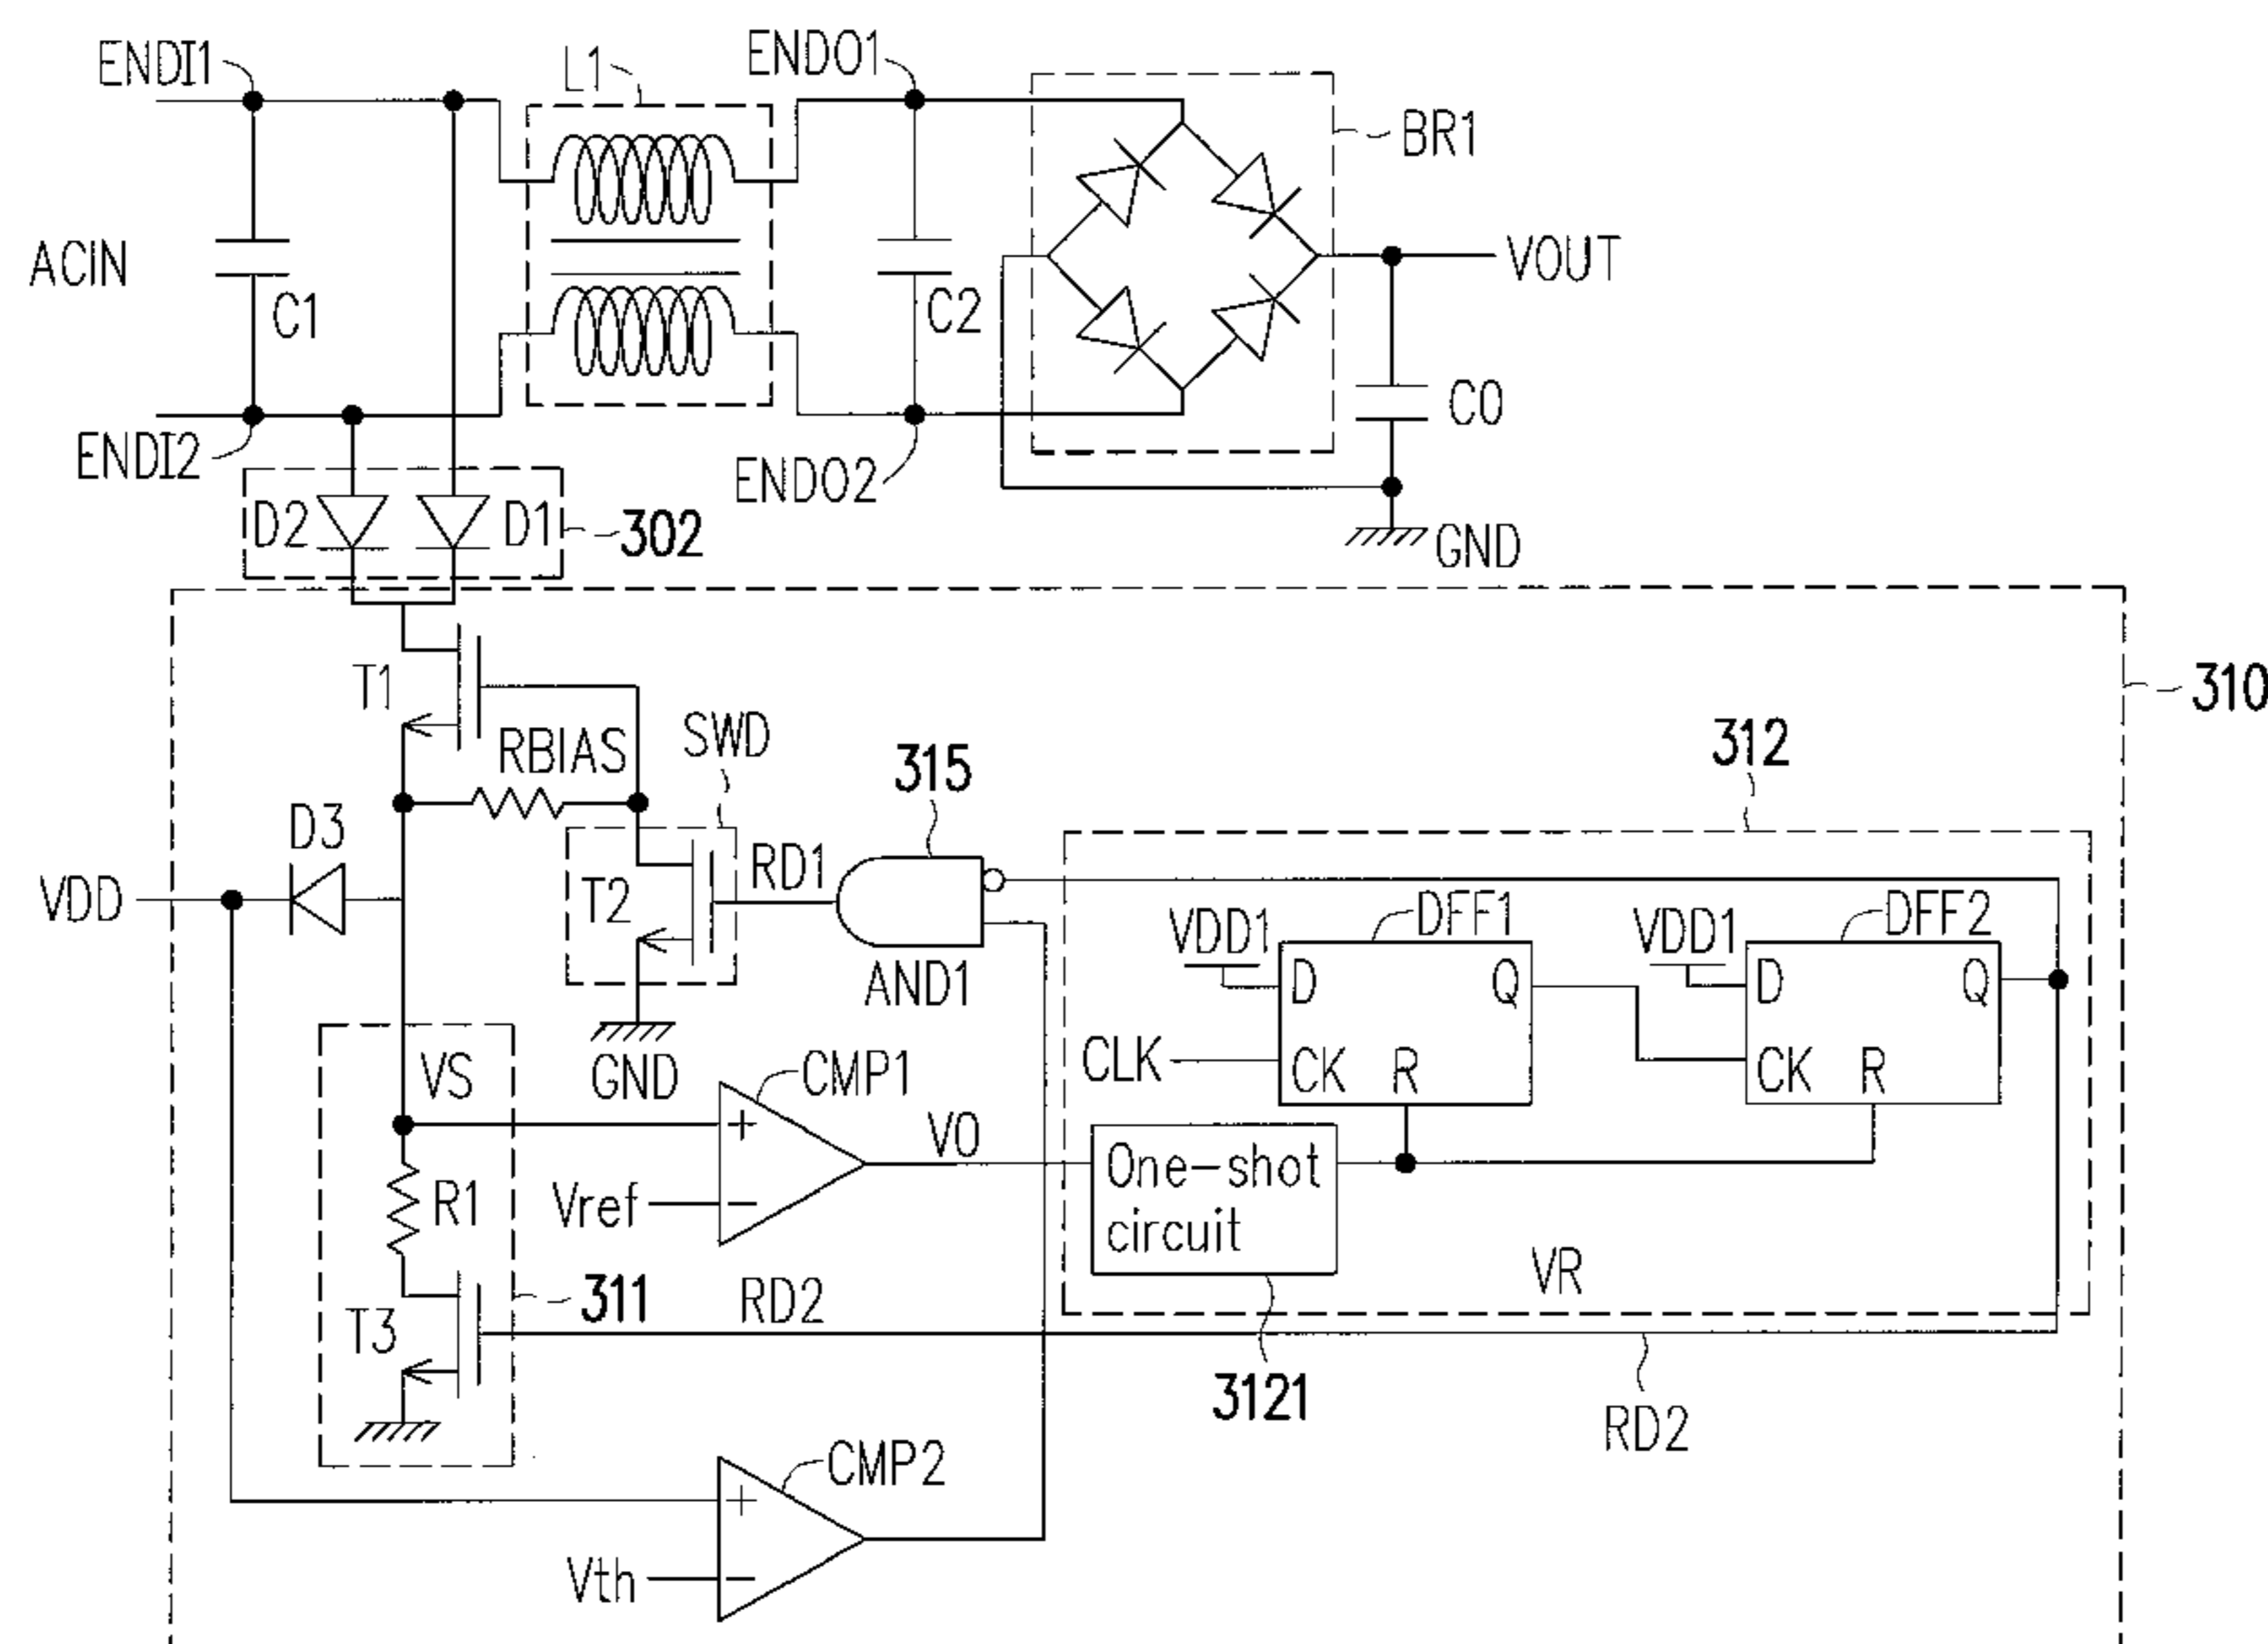 ENDI1
L1
ENDO1
BR1
ACIN
C1
C2
VOUT
C0
ENDI2
ENDO2
D2
D1
302
GND
T1
310
RBIAS
SWD
315
312
D3
VDD
T2
RD1
AND1
VDD1
DFF1
D
Q
CK
R
VDD1
DFF2
D
Q
CK
R
CLK
GND
VS
CMP1
+
−
VO
Vref
One-shot
circuit
R1
311
RD2
VR
T3
3121
RD2
CMP2
+
−
Vth